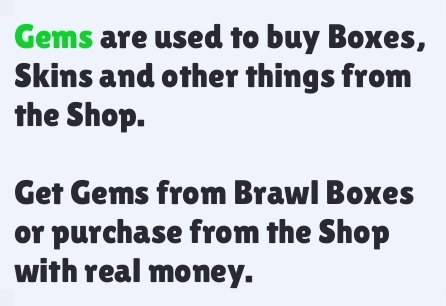 Gems are used to buy Boxes,
Skins and other things from
the Shop.
Get Gems from Brawl Boxes
or purchase from the Shop
with real money.